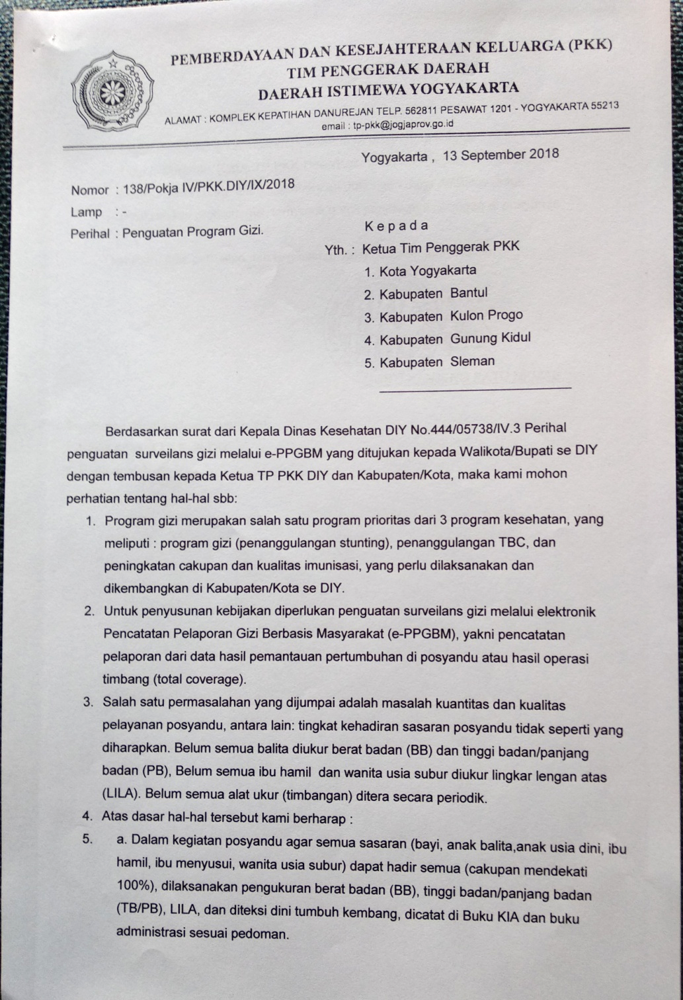 PEMBERDAYAAN DAN KESEJAHTERAAN KELUARGA (PKK)
TIM PENGGERAK DAERAH
DAERAH ISTIMEWA YOGYAKARTA
ALAMAT : KOMPLEK KEPATIHAN DANUREJAN TELP. 562811 PESAWAT 1201 - YOGYAKARTA 55213
email : tp-pkk@jogjaprov.go.id
Yogyakarta , 13 September 2018
Nomor : 138/Pokja IV/PKK.DIY/IX/2018
Lamp : -
Perihal : Penguatan Program Gizi.
K e p a d a
Yth. : Ketua Tim Penggerak PKK
1. Kota Yogyakarta
2. Kabupaten Bantul
3. Kabupaten Kulon Progo
4. Kabupaten Gunung Kidul
5. Kabupaten Sleman
Berdasarkan surat dari Kepala Dinas Kesehatan DIY No.444/05738/IV.3 Perihal
penguatan surveilans gizi melalui e-PPGBM yang ditujukan kepada Walikota/Bupati se DIY
dengan tembusan kepada Ketua TP PKK DIY dan Kabupaten/Kota, maka kami mohon
perhatian tentang hal-hal sbb:
1. Program gizi merupakan salah satu program prioritas dari 3 program kesehatan, yang
meliputi : program gizi (penanggulangan stunting), penanggulangan TBC, dan
peningkatan cakupan dan kualitas imunisasi, yang perlu dilaksanakan dan
dikembangkan di Kabupaten/Kota se DIY.
2. Untuk penyusunan kebijakan diperlukan penguatan surveilans gizi melalui elektronik
Pencatatan Pelaporan Gizi Berbasis Masyarakat (e-PPGBM), yakni pencatatan
pelaporan dari data hasil pemantauan pertumbuhan di posyandu atau hasil operasi
timbang (total coverage).
3. Salah satu permasalahan yang dijumpai adalah masalah kuantitas dan kualitas
pelayanan posyandu, antara lain: tingkat kehadiran sasaran posyandu tidak seperti yang
diharapkan. Belum semua balita diukur berat badan (BB) dan tinggi badan/panjang
badan (PB), Belum semua ibu hamil dan wanita usia subur diukur lingkar lengan atas
(LILA). Belum semua alat ukur (timbangan) ditera secara periodik.
4. Atas dasar hal-hal tersebut kami berharap :
5. a. Dalam kegiatan posyandu agar semua sasaran (bayi, anak balita,anak usia dini, ibu
hamil, ibu menyusui, wanita usia subur) dapat hadir semua (cakupan mendekati
100%), dilaksanakan pengukuran berat badan (BB), tinggi badan/panjang badan
(TB/PB), LILA, dan diteksi dini tumbuh kembang, dicatat di Buku KIA dan buku
administrasi sesuai pedoman.